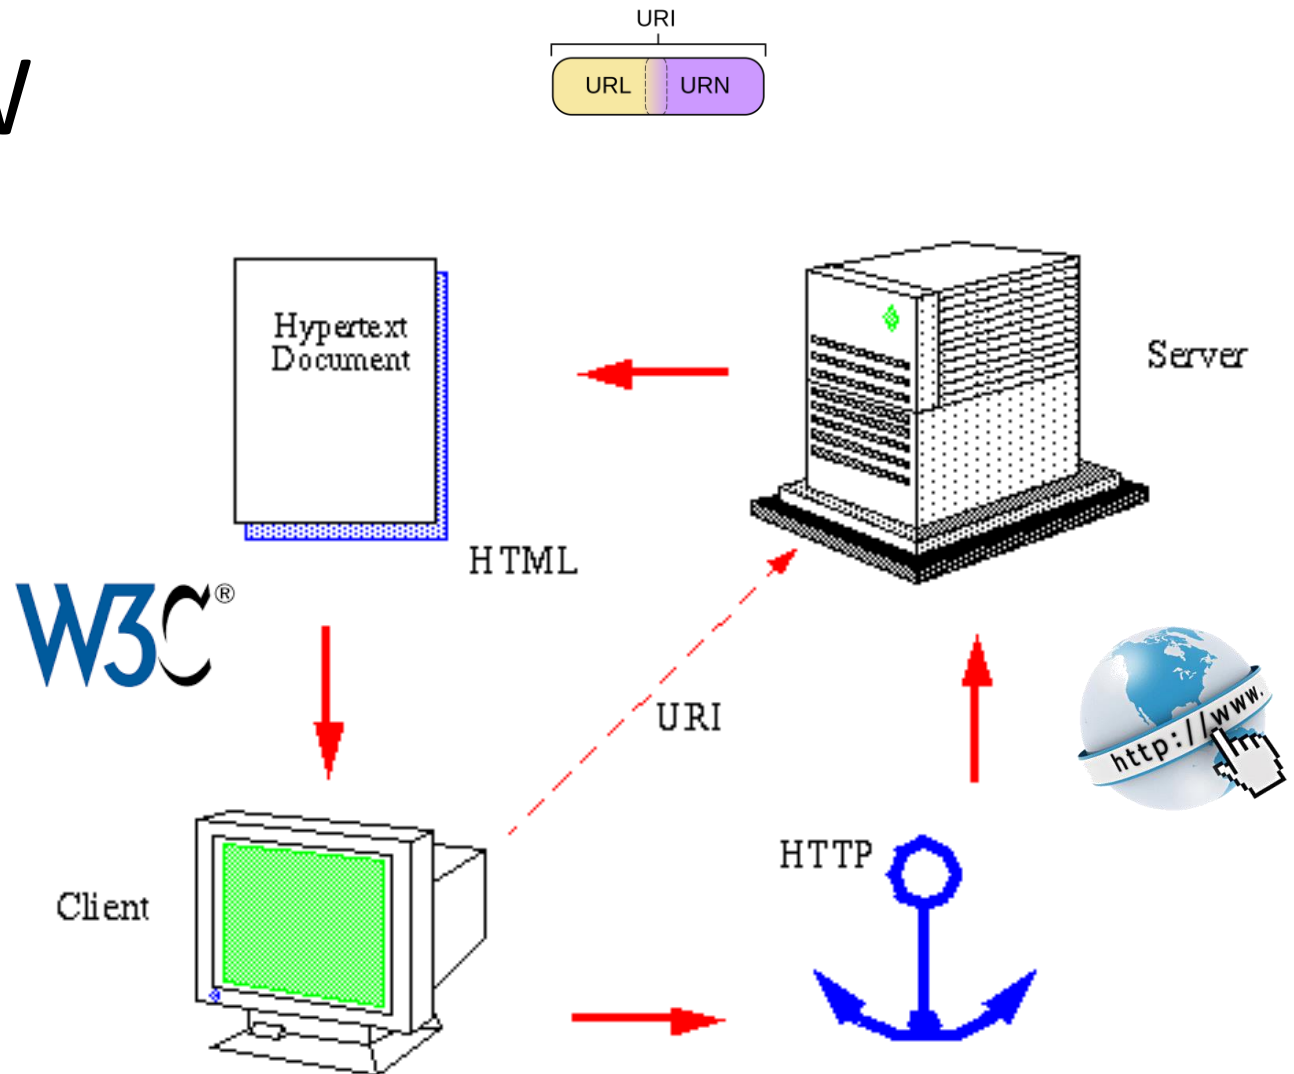 URI
URL URN
Hypertext
Document
Server
HTML
W3C®
URI
http://www.
HTTP
Client